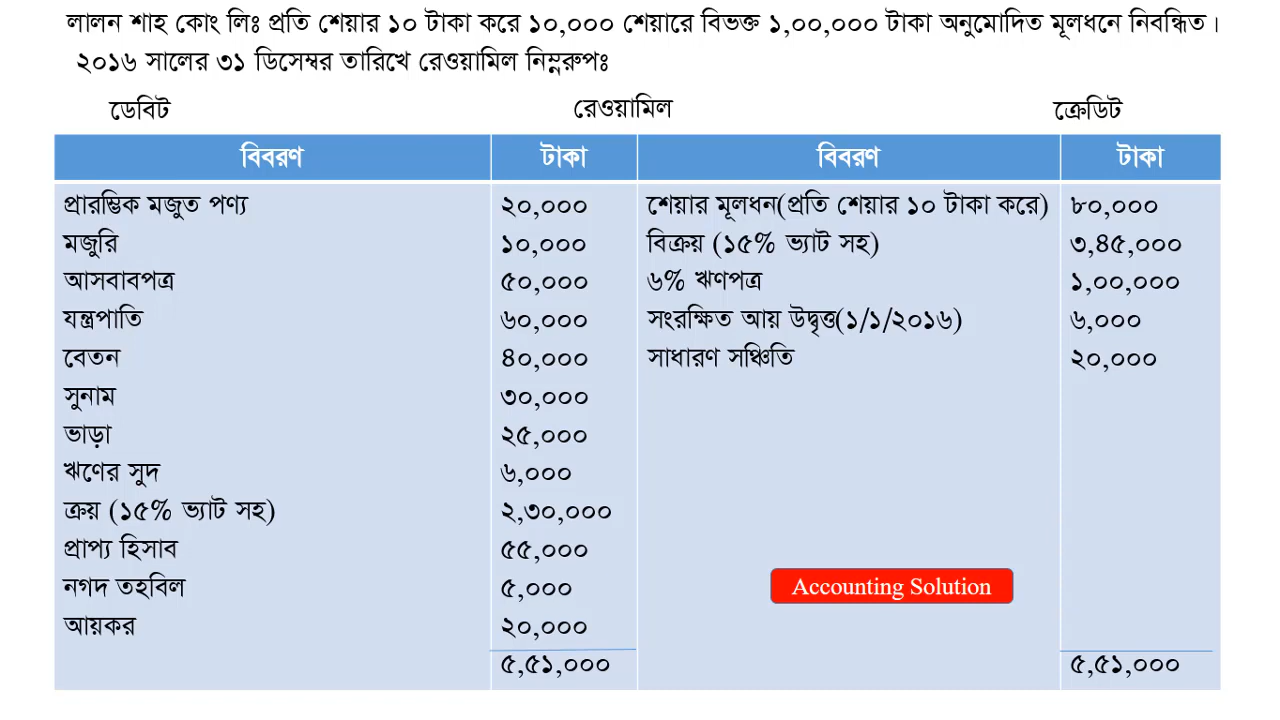 লালন শাহ কোং লিঃ প্রতি শেয়ার ১০ টাকা করে ১০,০০০ শেয়ারে বিভক্ত ১,০০,০০০ টাকা অনুমোদিত মূলধনে নিবন্ধিত।
২০১৬ সালের ৩১ ডিসেম্বর তারিখে রেওয়ামিল নিম্নরুপঃ
ডেবিট রেওয়ামিল ক্রেডিট
বিবরণ টাকা বিবরণ টাকা
প্রারম্ভিক মজুত পণ্য ২০,০০০ শেয়ার মূলধন(প্রতি শেয়ার ১০ টাকা করে) ৮০,০০০
মজুরি ১০,০০০ বিক্রয় (১৫% ভ্যাট সহ) ৩,৪৫,০০০
আসবাবপত্র ৫০,০০০ ৬% ঋণপত্র ১,০০,০০০
যন্ত্রপাতি ৬০,০০০ সংরক্ষিত আয় উদ্বৃত্ত(১/১/২০১৬) ৬,০০০
বেতন ৪০,০০০ সাধারণ সঞ্চিতি ২০,০০০
সুনাম ৩০,০০০
ভাড়া ২৫,০০০
ঋণের সুদ ৬,০০০
ক্রয় (১৫% ভ্যাট সহ) ২,৩০,০০০
প্রাপ্য হিসাব ৫৫,০০০
নগদ তহবিল ৫,০০০ Accounting Solution
আয়কর ২০,০০০
৫,৫১,০০০ ৫,৫১,০০০